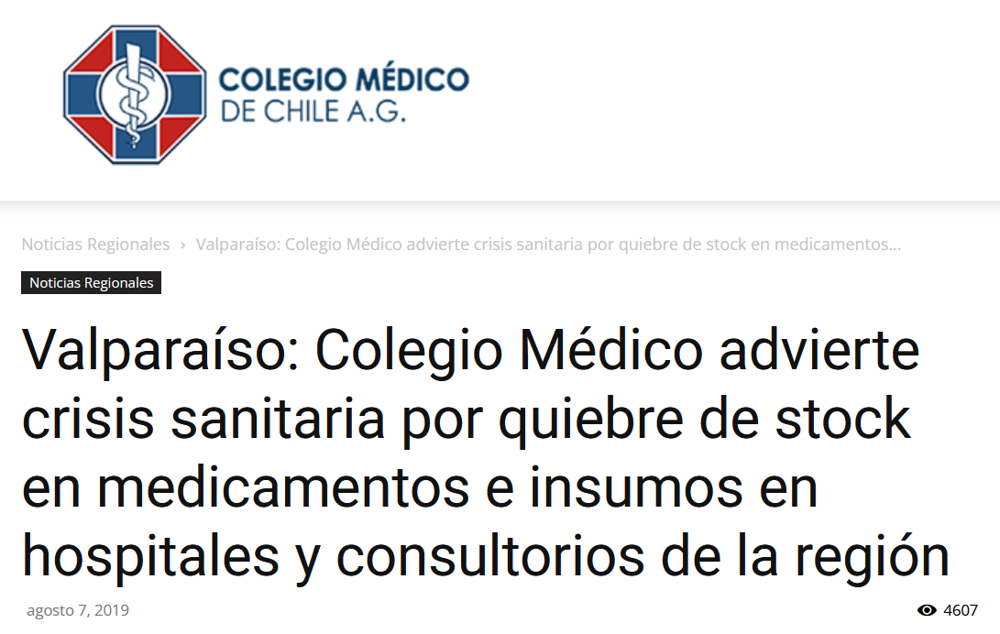 COLEGIO MÉDICO
DE CHILE A.G.
Noticias Regionales › Valparaíso: Colegio Médico advierte crisis sanitaria por quiebre de stock en medicamentos...
Noticias Regionales
Valparaíso: Colegio Médico advierte
crisis sanitaria por quiebre de stock
en medicamentos e insumos en
hospitales y consultorios de la región
agosto 7, 2019 4607